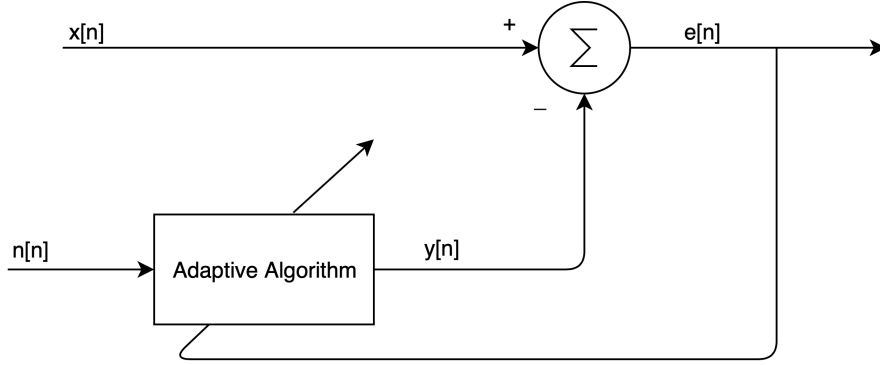 x[n]
+
∑
e[n]
–
n[n]
Adaptive Algorithm
y[n]